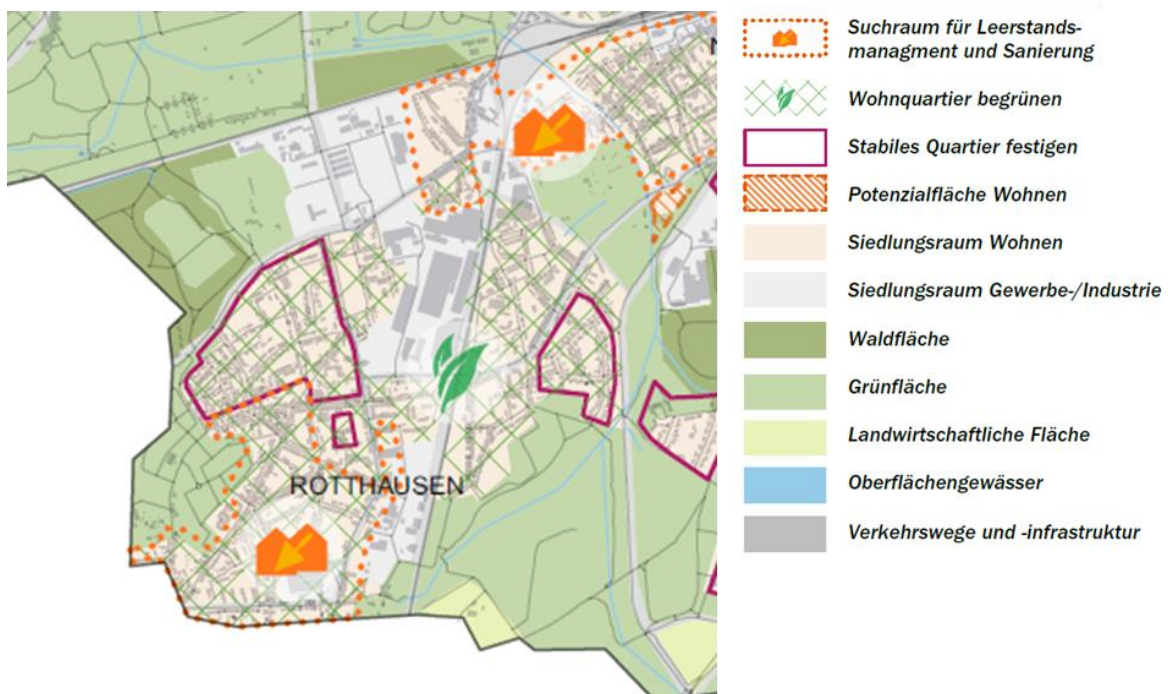 Suchraum für Leerstands-
managment und Sanierung
Wohnquartier begrünen
Stabiles Quartier festigen
Potenzialfläche Wohnen
Siedlungsraum Wohnen
Siedlungsraum Gewerbe-/Industrie
Waldfläche
Grünfläche
Landwirtschaftliche Fläche
Oberflächengewässer
Verkehrswege und -infrastruktur
ROTTHAUSEN